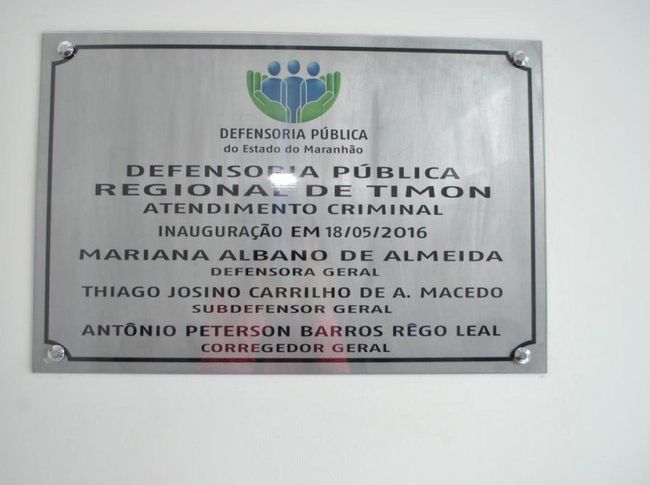 DEFENSORIA PÚBLICA
do Estado do Maranhão
DEFENSORIA PÚBLICA
REGIONAL DE TIMON
ATENDIMENTO CRIMINAL
INAUGURAÇÃO EM 18/05/2016
MARIANA ALBANO DE ALMEIDA
DEFENSORA GERAL
THIAGO JOSINO CARRILHO DE A. MACEDO
SUBDEFENSOR GERAL
ANTÔNIO PETERSON BARROS RÊGO LEAL
CORREGEDOR GERAL